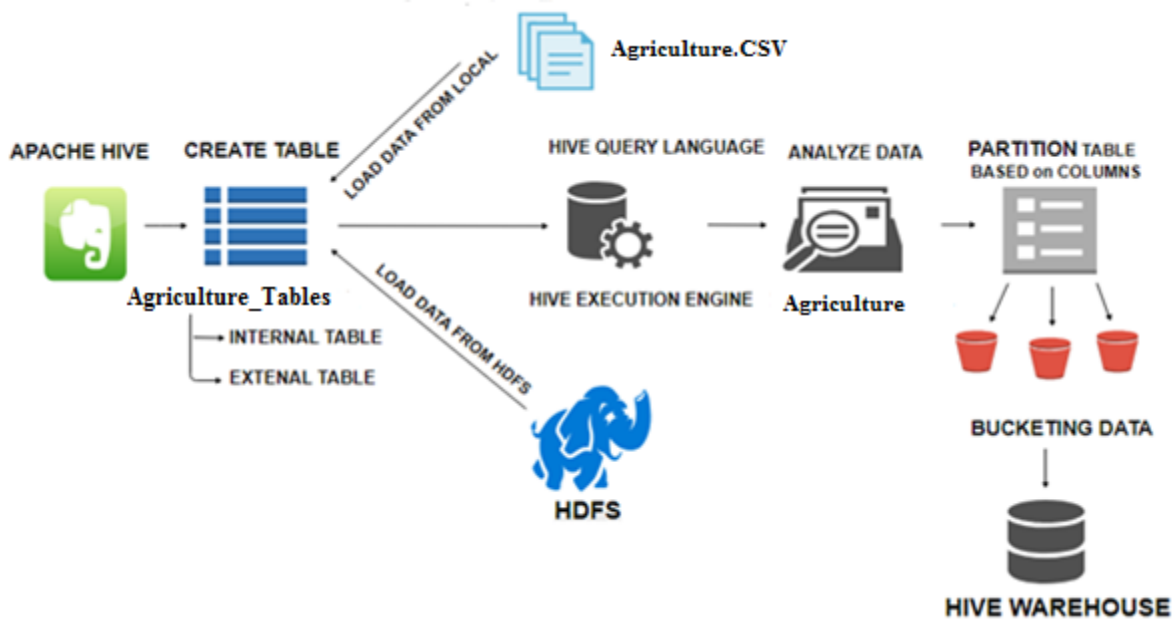 Agriculture.CSV
LOAD DATA FROM LOCAL
APACHE HIVE
CREATE TABLE
HIVE QUERY LANGUAGE
ANALYZE DATA
PARTITION TABLE
BASED on COLUMNS
Agriculture_Tables
INTERNAL TABLE
EXTENAL TABLE
LOAD DATA FROM HDFS
HIVE EXECUTION ENGINE
Agriculture
HDFS
BUCKETING DATA
HIVE WAREHOUSE